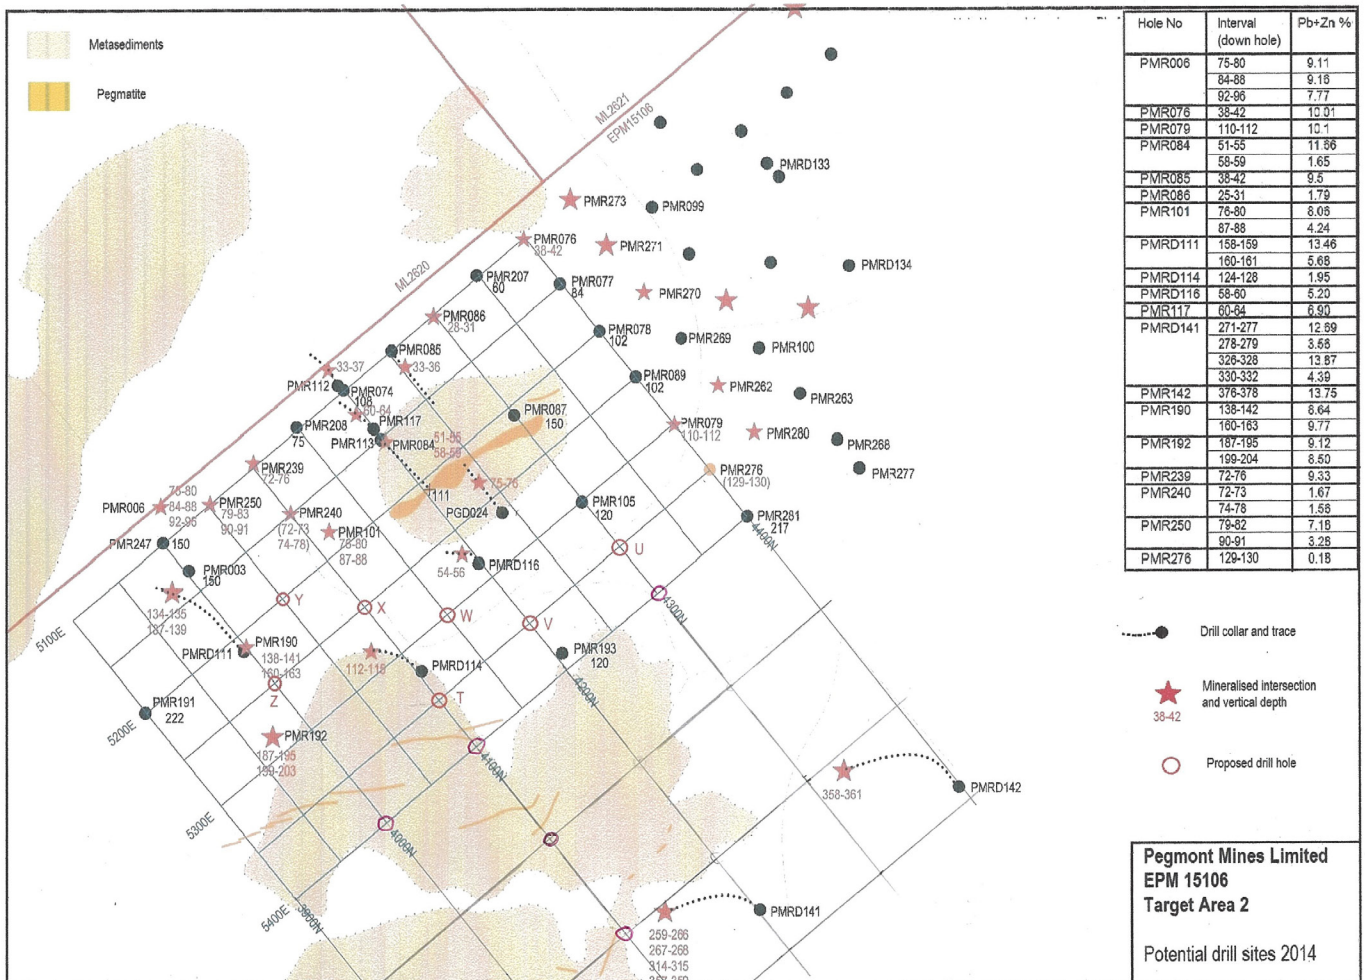 Metasediments
Pegmatite
ML2621
EPM15106
ML2620
PMRD133
PMR273
PMR099
PMR076
38-42
PMR271
PMRD134
PMR207
60
PMR077
84
PMR270
PMR086
28-31
PMR078
102
PMR269
PMR100
PMR085
33-37
33-36
PMR112
PMR074
108
PMR089
102
PMR262
PMR263
60-64
PMR117
PMR208
75
PMR113
PMR084
51-55
58-59
PMR087
150
PMR079
110-112
PMR280
PMR268
PMR277
PMR239
72-76
75-76
PMR276
(129-130)
PMR006
75-80
84-88
92-96
PMR250
79-83
90-91
PMR240
(72-73
74-78)
111
PGD024
PMR105
120
PMR281
217
PMR101
76-80
87-88
4400N
PMR247
150
PMR003
150
54-56
PMRD116
U
134-135
137-139
Y
X
W
V
4300N
5100E
PMRD111
PMR190
138-141
160-163
112-118
PMRD114
PMR193
120
Z
T
4200N
PMR191
222
5200E
PMR192
187-195
199-203
4100N
358-361
PMRD142
5300E
4000N
5400E
3900N
PMRD141
259-266
267-268
314-315
Hole No Interval (down hole) Pb+Zn %
PMR006 75-80 9.11
84-88 9.16
92-96 7.77
PMR076 38-42 10.01
PMR079 110-112 10.1
PMR084 51-55 11.66
58-59 1.65
PMR085 38-42 9.5
PMR086 25-31 1.79
PMR101 76-80 8.06
87-88 4.24
PMRD111 158-159 13.46
160-161 5.68
PMRD114 124-128 1.95
PMRD116 58-60 5.20
PMR117 60-64 6.90
PMRD141 271-277 12.69
278-279 3.58
326-328 13.87
330-332 4.39
PMR142 376-378 13.75
PMR190 138-142 8.64
160-163 9.77
PMR192 187-195 9.12
199-204 8.50
PMR239 72-76 9.33
PMR240 72-73 1.67
74-78 1.58
PMR250 79-82 7.18
90-91 3.28
PMR276 129-130 0.18
Drill collar and trace
Mineralised intersection
and vertical depth
38-42
Proposed drill hole
Pegmont Mines Limited
EPM 15106
Target Area 2
Potential drill sites 2014